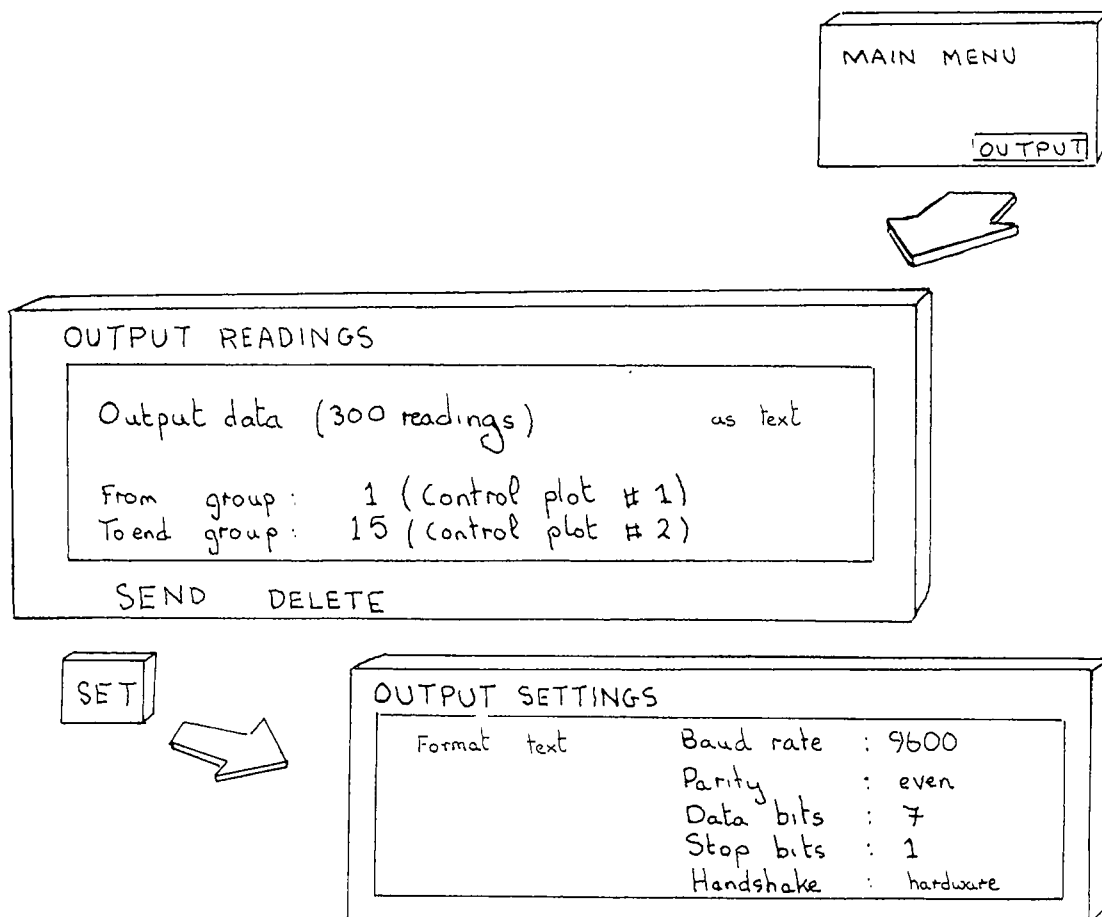 MAIN MENU
OUTPUT
OUTPUT READINGS
Output data (300 readings) as text
From group : 1 (Control plot # 1)
To end group : 15 (Control plot # 2)
SEND DELETE
SET
OUTPUT SETTINGS
Format text Baud rate : 9600
Parity : even
Data bits : 7
Stop bits : 1
Handshake : hardware